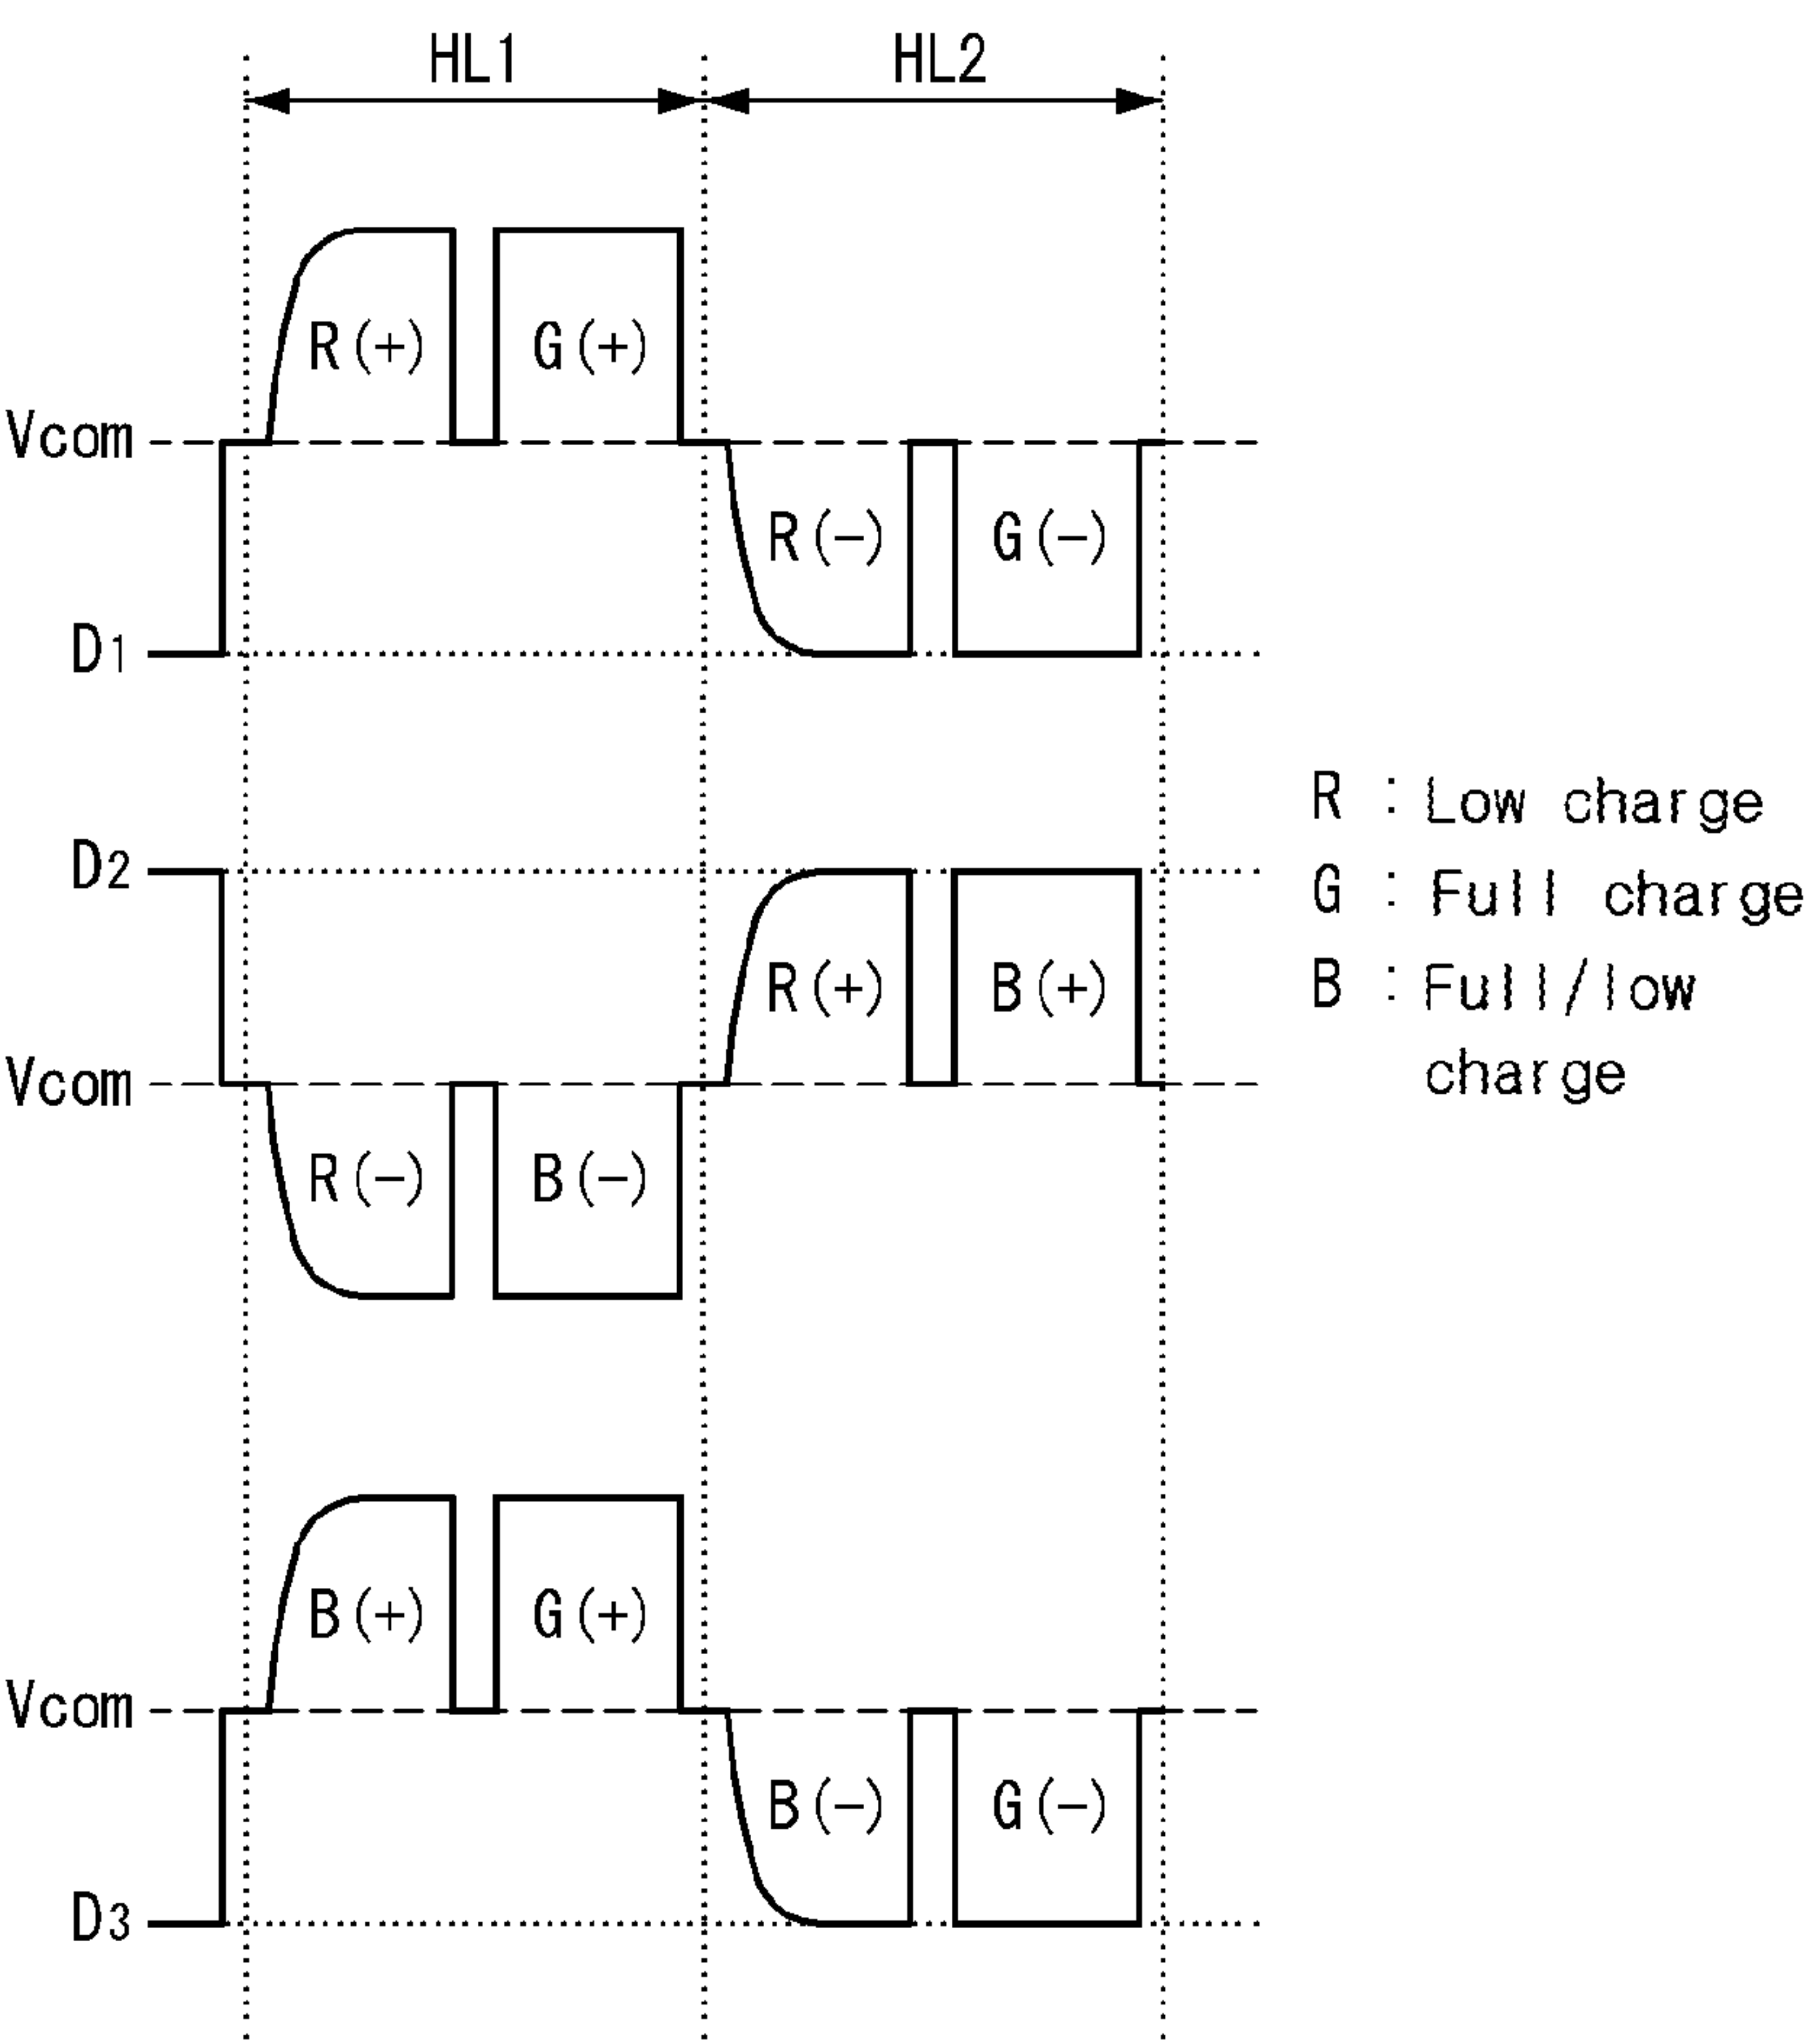 HL1 HL2
R(+) G(+)
Vcom
R(-) G(-)
D1
R : Low charge
D2
G : Full charge
R(+) B(+)
B : Full/low
charge
Vcom
R(-) B(-)
B(+) G(+)
Vcom
B(-) G(-)
D3